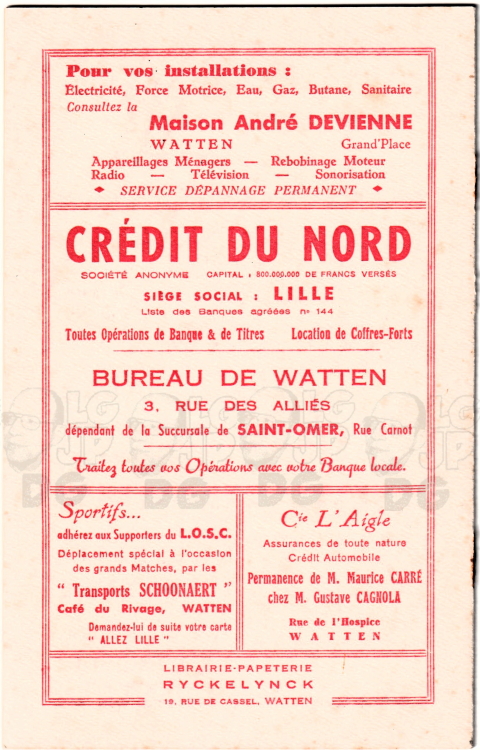 Pour vos installations :
Électricité, Force Motrice, Eau, Gaz, Butane, Sanitaire
Consultez la
Maison André DEVIENNE
WATTEN Grand'Place
Appareillages Ménagers — Rebobinage Moteur
Radio — Télévision — Sonorisation
SERVICE DÉPANNAGE PERMANENT
CRÉDIT DU NORD
SOCIÉTÉ ANONYME CAPITAL : 800.000.000 DE FRANCS VERSÉS
SIÈGE SOCIAL : LILLE
Liste des Banques agréées n° 144
Toutes Opérations de Banque & de Titres Location de Coffres-Forts
BUREAU DE WATTEN
3, RUE DES ALLIÉS
dépendant de la Succursale de SAINT-OMER, Rue Carnot
Traitez toutes vos Opérations avec votre Banque locale.
Sportifs...
adhérez aux Supporters du L.O.S.C.
Déplacement spécial à l'occasion
des grands Matches, par les
" Transports SCHOONAERT "
Café du Rivage, WATTEN
Demandez-lui de suite votre carte
" ALLEZ LILLE "
Cie L'Aigle
Assurances de toute nature
Crédit Automobile
Permanence de M. Maurice CARRÉ
chez M. Gustave CAGNOLA
Rue de l'Hospice
WATTEN
LIBRAIRIE-PAPETERIE
RYCKELYNCK
19, RUE DE CASSEL, WATTEN